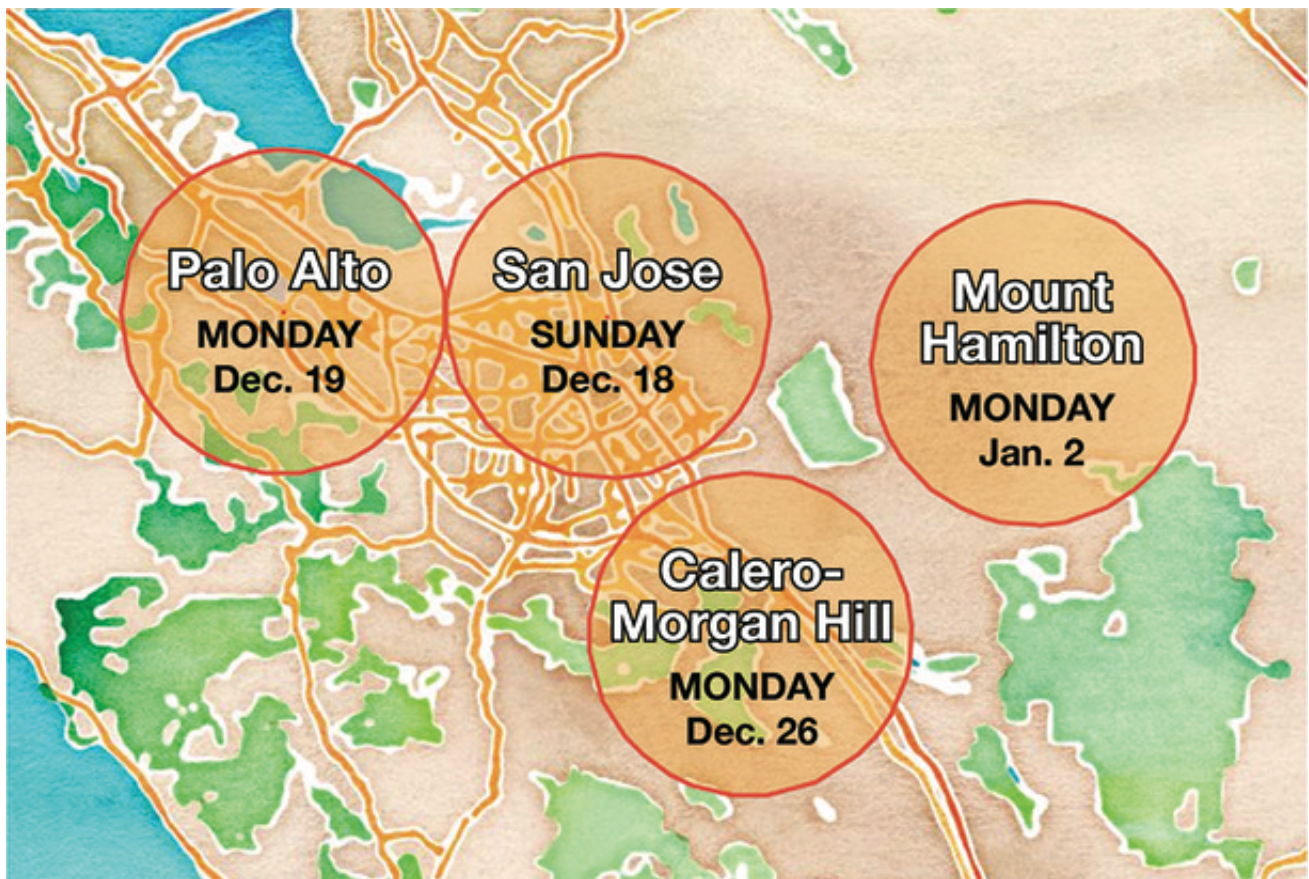 Palo Alto
MONDAY
Dec. 19
San Jose
SUNDAY
Dec. 18
Mount
Hamilton
MONDAY
Jan. 2
Calero-
Morgan Hill
MONDAY
Dec. 26